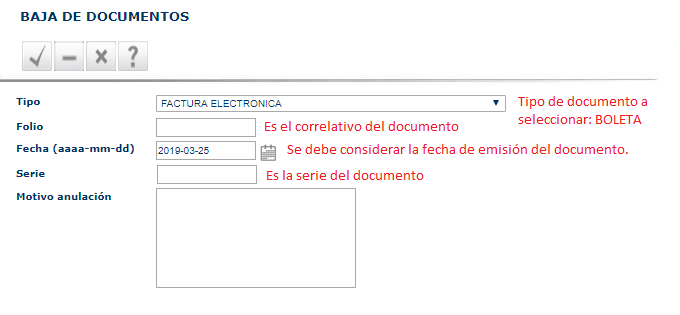 BAJA DE DOCUMENTOS
Tipo
FACTURA ELECTRONICA
Tipo de documento a
seleccionar: BOLETA
Folio
Es el correlativo del documento
Fecha (aaaa-mm-dd)
2019-03-25
Se debe considerar la fecha de emisión del documento.
Serie
Es la serie del documento
Motivo anulación